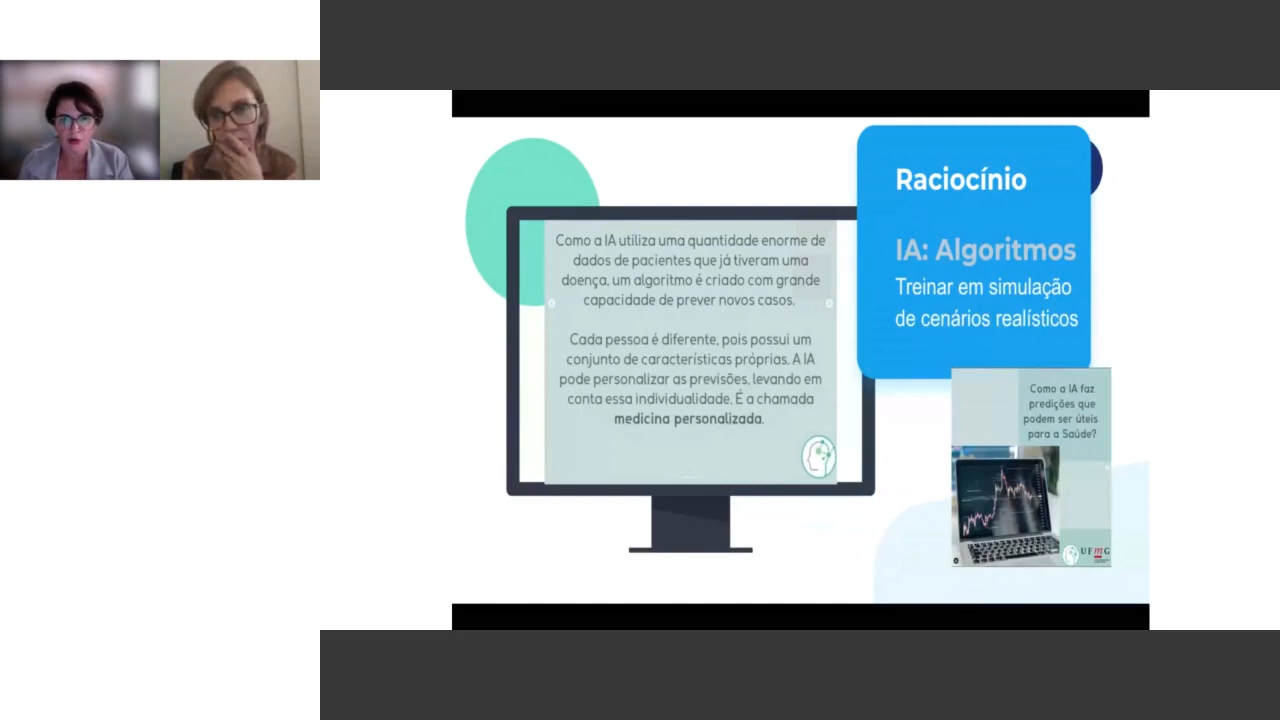 Raciocínio
IA: Algoritmos
Treinar em simulação
de cenários realísticos
Como a IA utiliza uma quantidade enorme de
dados de pacientes que já tiveram uma
doença, um algoritmo é criado com grande
capacidade de prever novos casos.
Cada pessoa é diferente, pois possui um
conjunto de características próprias. A IA
pode personalizar as previsões, levando em
conta essa individualidade. É a chamada
medicina personalizada.
Como a IA faz
predições que
podem ser úteis
para a Saúde?
UFMG